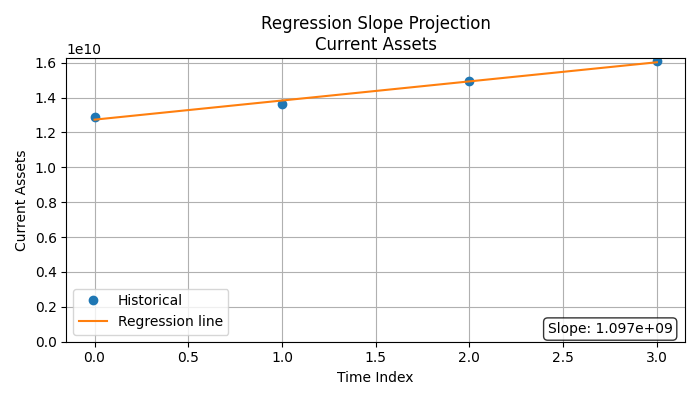 Regression Slope Projection
Current Assets
1e10
1.6
1.4
1.2
1.0
0.8
0.6
0.4
0.2
0.0
Current Assets
Historical
Regression line
Slope: 1.097e+09
0.0 0.5 1.0 1.5 2.0 2.5 3.0
Time Index